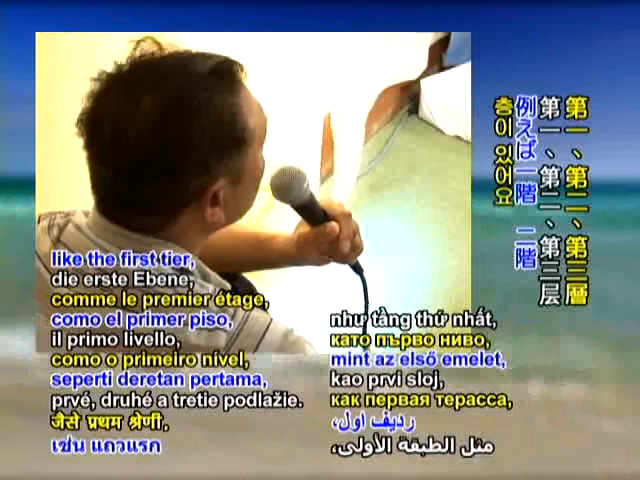 like the first tier,
die erste Ebene,
comme le premier étage,
como el primer piso,
il primo livello,
como o primeiro nível,
seperti deretan pertama,
prvé, druhé a tretie podlažie.
जैसे प्रथम श्रेणी,
เช่น แถวแรก
như tầng thứ nhất,
като първо ниво,
mint az első emelet,
kao prvi sloj,
как первая терасса,
ردیف اول،
مثل الطبقة الأولى،
第一、第二、第三層
第一、第二、第三层
例えば一階 二階
층이 있어요